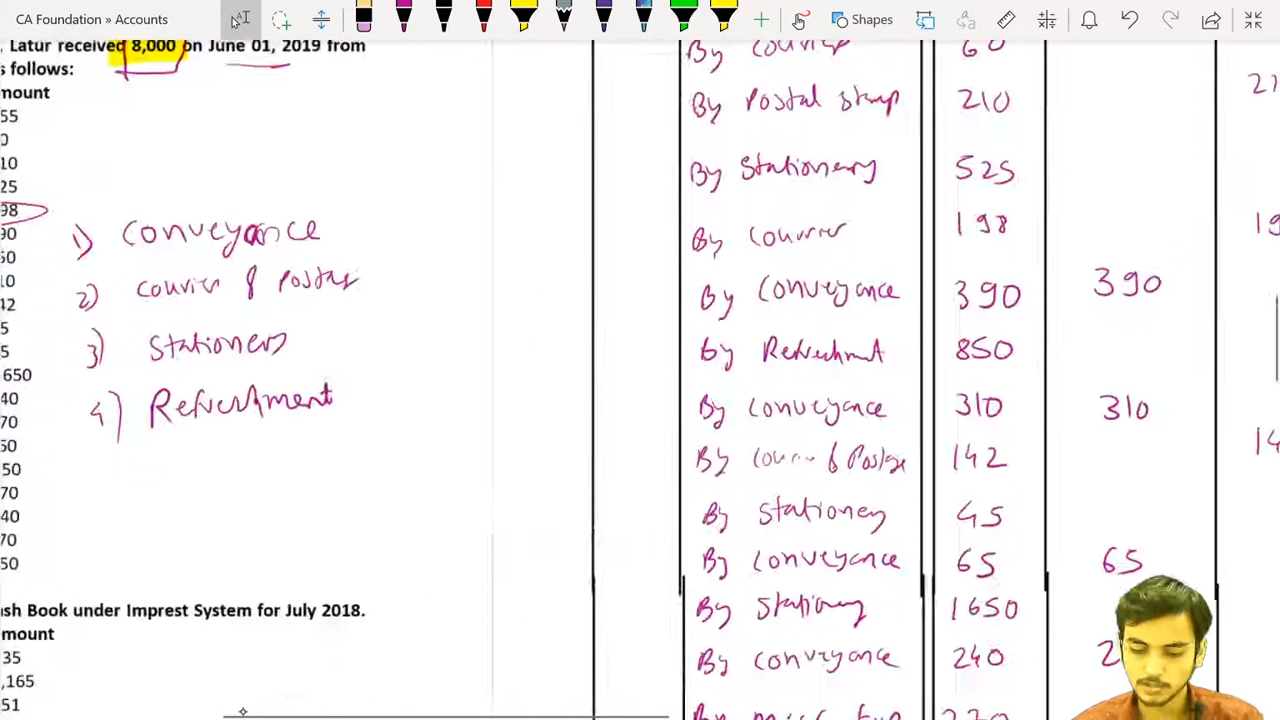 CA Foundation » Accounts
Shapes
Latur received 8,000 on June 01, 2019 from
s follows:
mount
55
0
10
25
98
90
50
10
42
5
5
650
40
70
50
50
70
40
70
50
ash Book under Imprest System for July 2018.
mount
35
,165
51
1) Conveyance
2) Courier & Postage
3) Stationery
4) Refreshment
By Courier 60
By Postal stamp 210 21
By Stationery 525
By Courier 198 19
By Conveyance 390 390
By Refreshment 850
By Conveyance 310 310
By Courier & Postage 142 14
By Stationery 45
By Conveyance 65 65
By Stationery 1650
By Conveyance 240 2
By